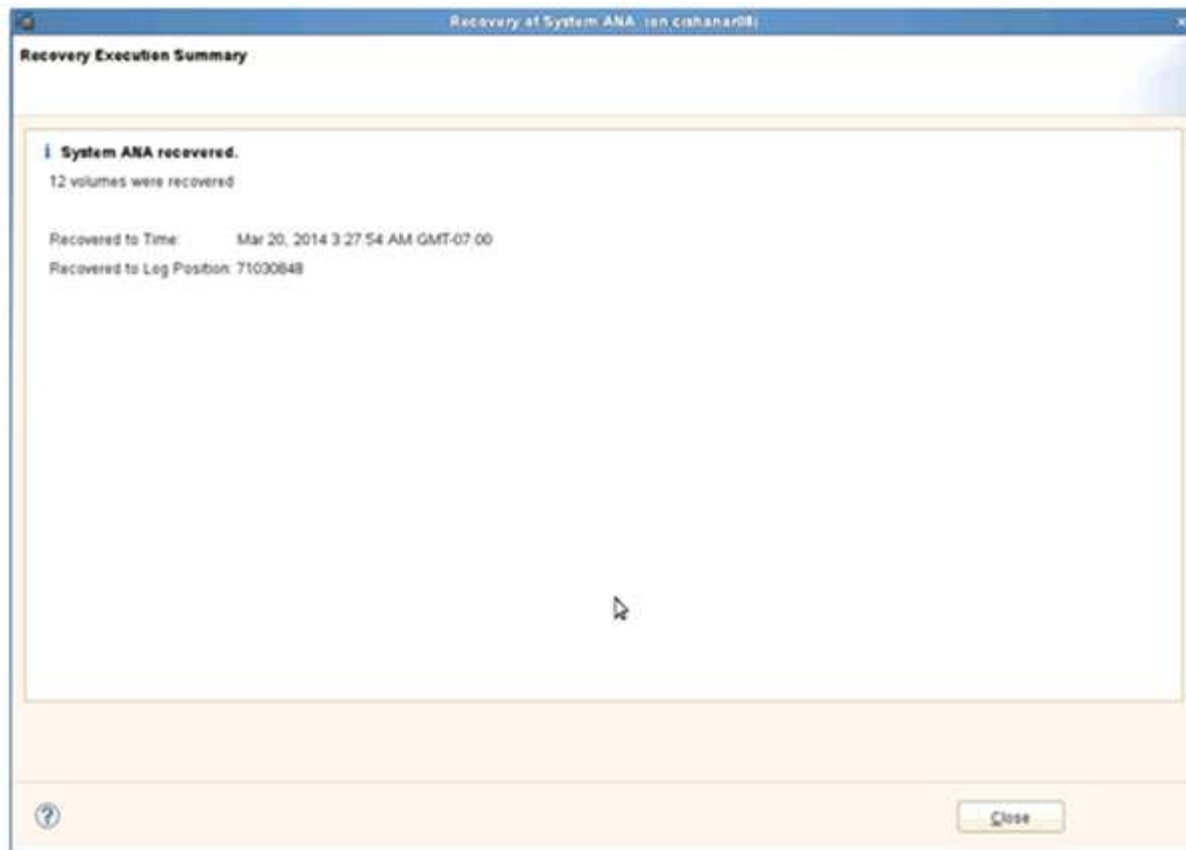 Recovery of System ANA (on cishanar08)
Recovery Execution Summary
System ANA recovered.
12 volumes were recovered
Recovered to Time: Mar 20, 2014 3:27:54 AM GMT-07:00
Recovered to Log Position: 71030848
Close